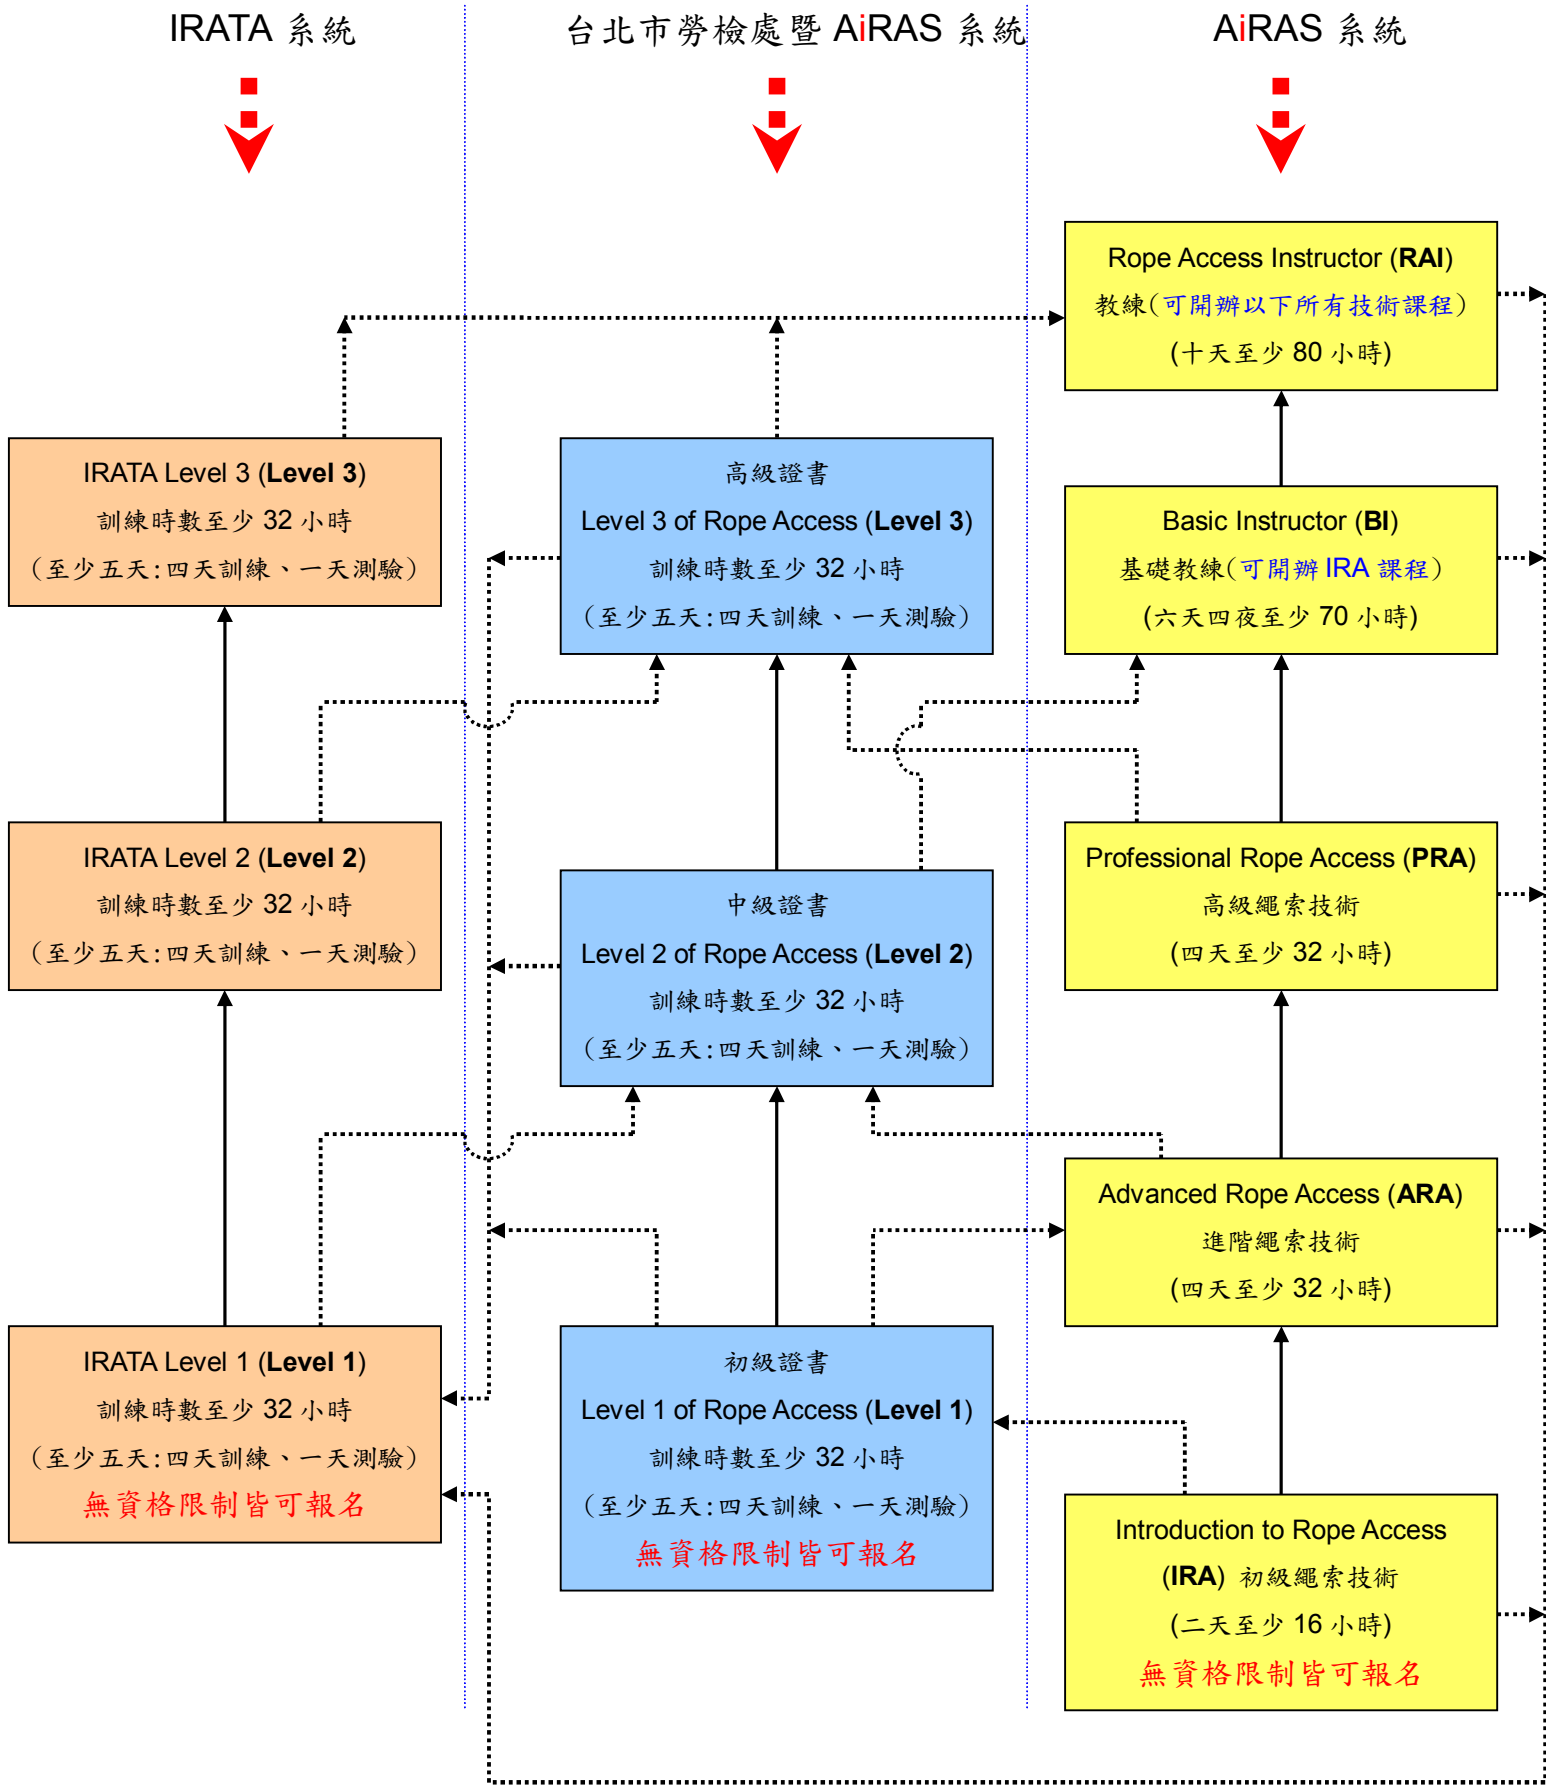 IRATA 系統
台北市勞檢處暨 AiRAS 系統
AiRAS 系統
Rope Access Instructor (RAI)
教練(可開辦以下所有技術課程)
(十天至少 80 小時)
IRATA Level 3 (Level 3)
訓練時數至少 32 小時
(至少五天:四天訓練、一天測驗)
高級證書
Level 3 of Rope Access (Level 3)
訓練時數至少 32 小時
(至少五天:四天訓練、一天測驗)
Basic Instructor (BI)
基礎教練(可開辦 IRA 課程)
(六天四夜至少 70 小時)
IRATA Level 2 (Level 2)
訓練時數至少 32 小時
(至少五天:四天訓練、一天測驗)
中級證書
Level 2 of Rope Access (Level 2)
訓練時數至少 32 小時
(至少五天:四天訓練、一天測驗)
Professional Rope Access (PRA)
高級繩索技術
(四天至少 32 小時)
Advanced Rope Access (ARA)
進階繩索技術
(四天至少 32 小時)
IRATA Level 1 (Level 1)
訓練時數至少 32 小時
(至少五天:四天訓練、一天測驗)
無資格限制皆可報名
初級證書
Level 1 of Rope Access (Level 1)
訓練時數至少 32 小時
(至少五天:四天訓練、一天測驗)
無資格限制皆可報名
Introduction to Rope Access
(IRA) 初級繩索技術
(二天至少 16 小時)
無資格限制皆可報名